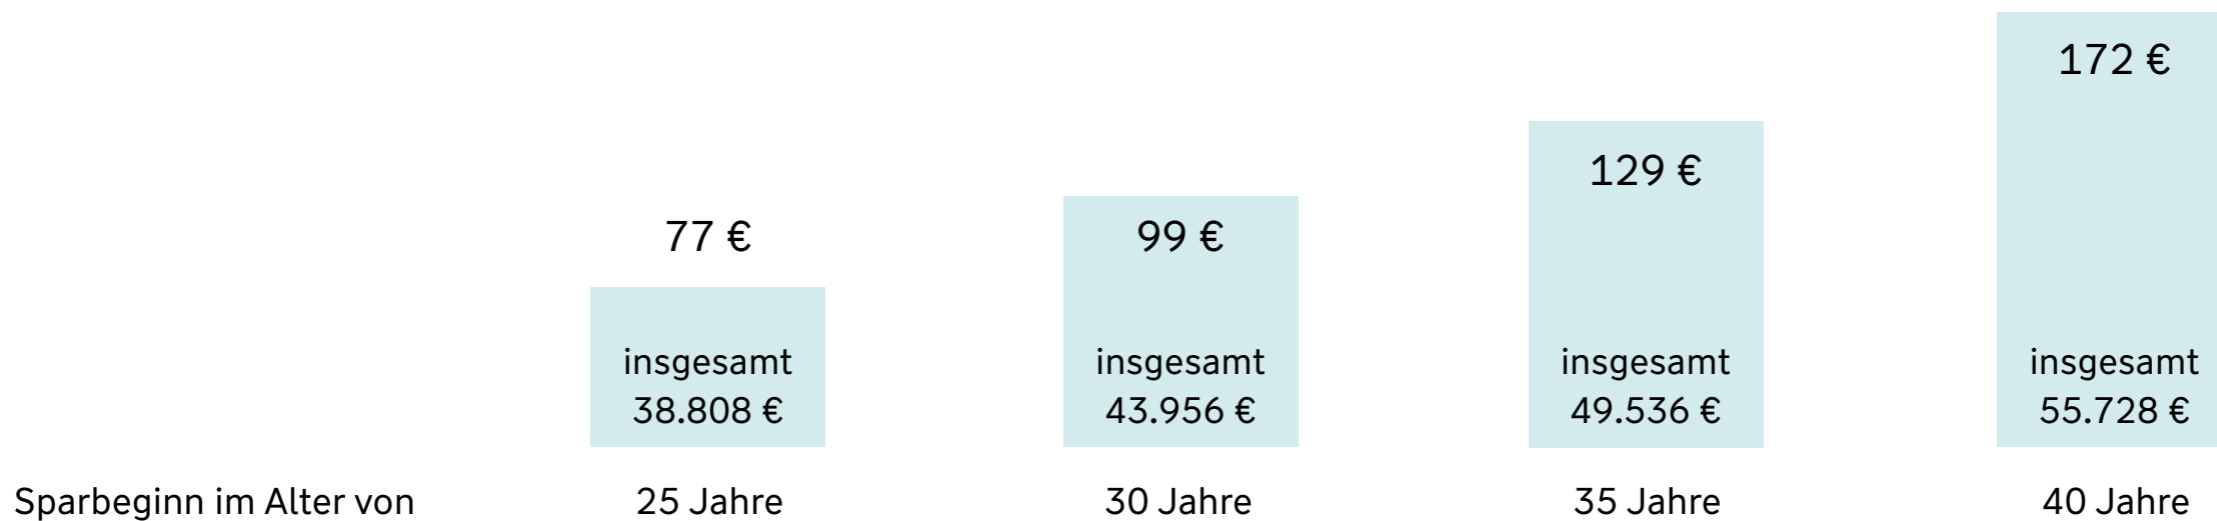 172 €
129 €
77 €
99 €
insgesamt
38.808 €
insgesamt
43.956 €
insgesamt
49.536 €
insgesamt
55.728 €
Sparbeginn im Alter von
25 Jahre
30 Jahre
35 Jahre
40 Jahre